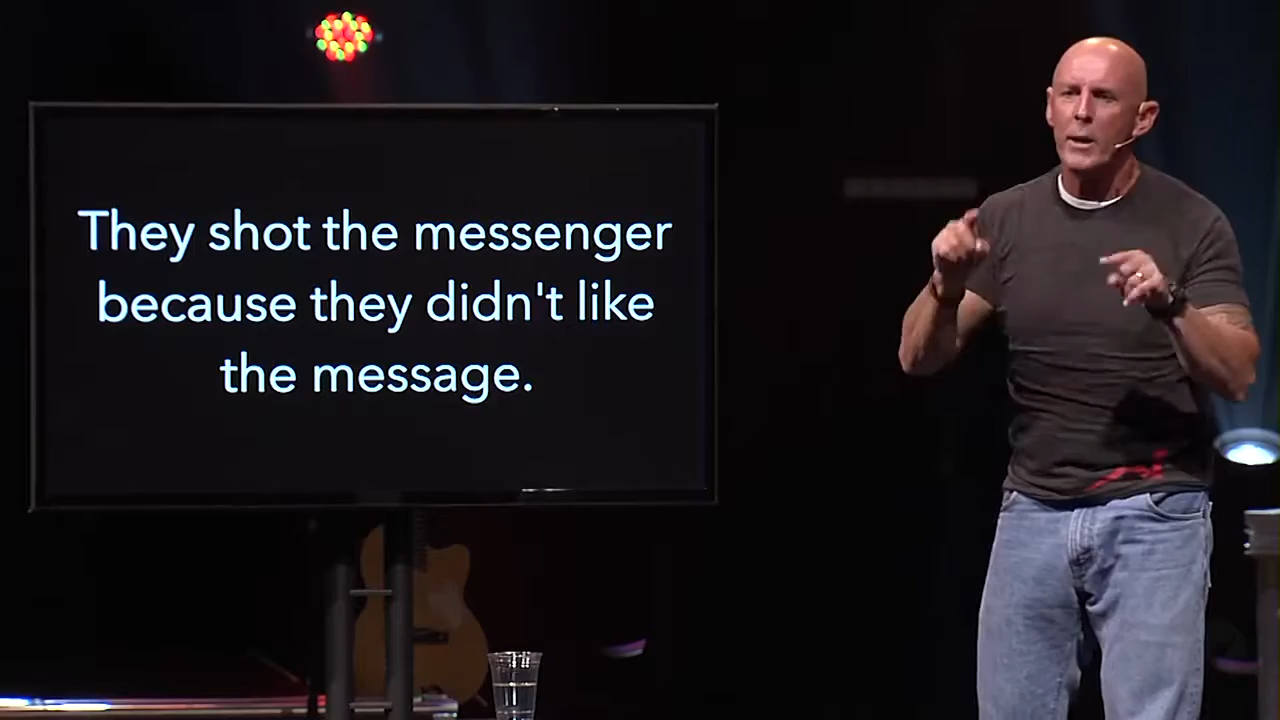 They shot the messenger
because they didn't like
the message.